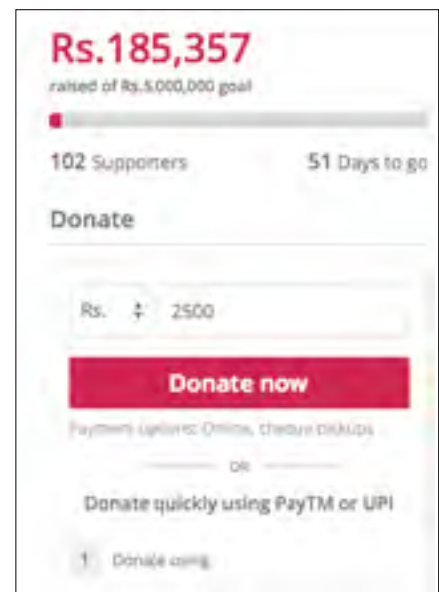 Rs.185,357
raised of Rs.5,000,000 goal
102 Supporters 51 Days to go
Donate
Rs. 2500
Donate now
Payment options: Online, cheque pickups
OR
Donate quickly using PayTM or UPI
1 Donate using